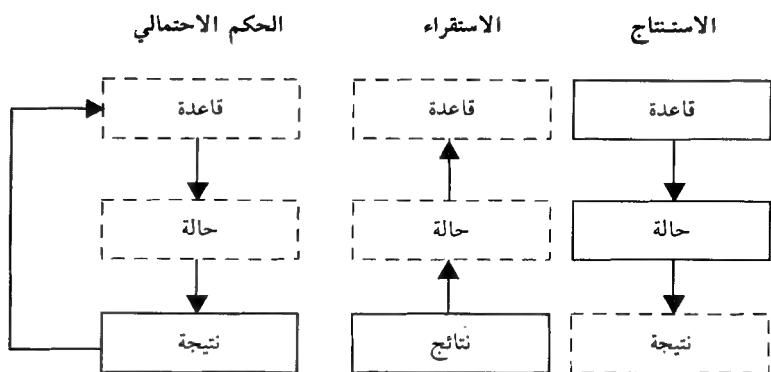 الاستنتاج الاستقراء الحكم الاحتمالي
قاعدة قاعدة قاعدة
حالة حالة حالة
نتيجة نتائج نتيجة